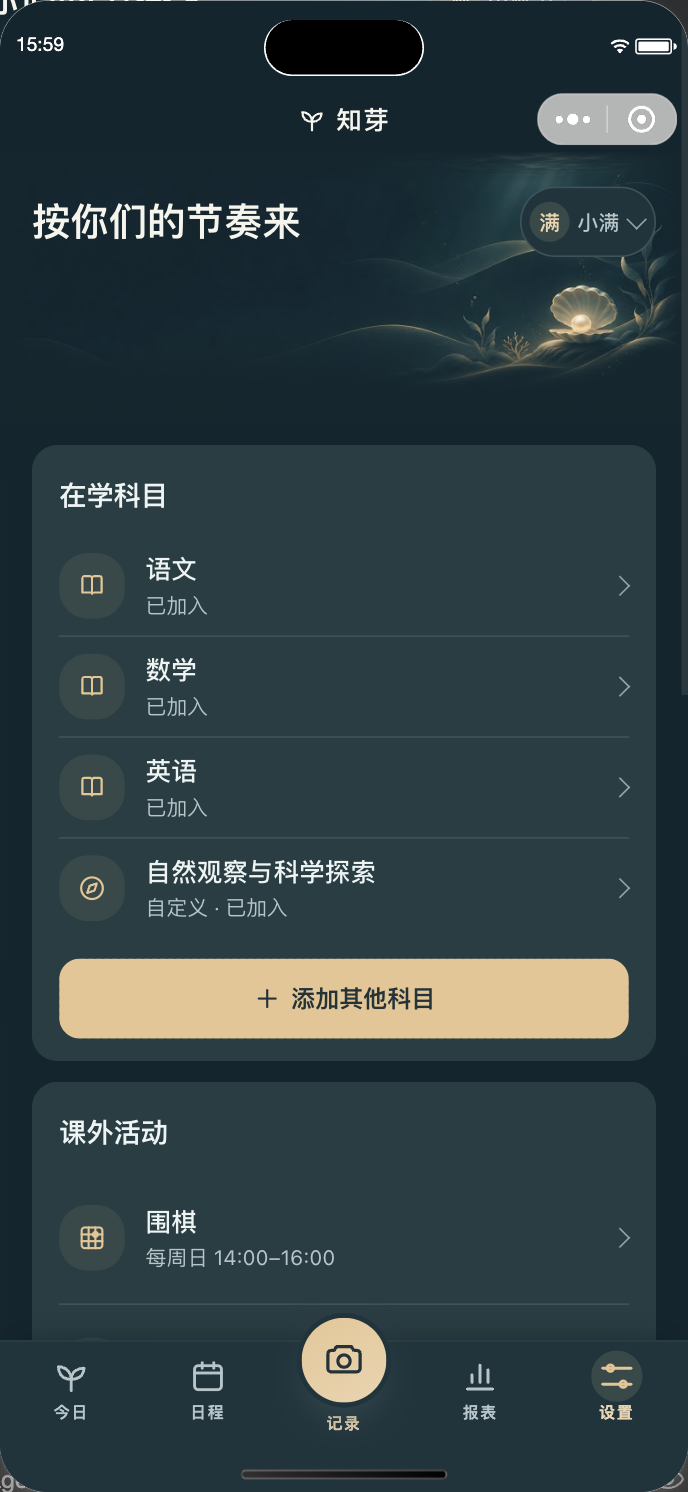 15:59
知芽
按你们的节奏来
满 小满
在学科目
语文
已加入
数学
已加入
英语
已加入
自然观察与科学探索
自定义 · 已加入
+ 添加其他科目
课外活动
围棋
每周日 14:00–16:00
今日
日程
记录
报表
设置